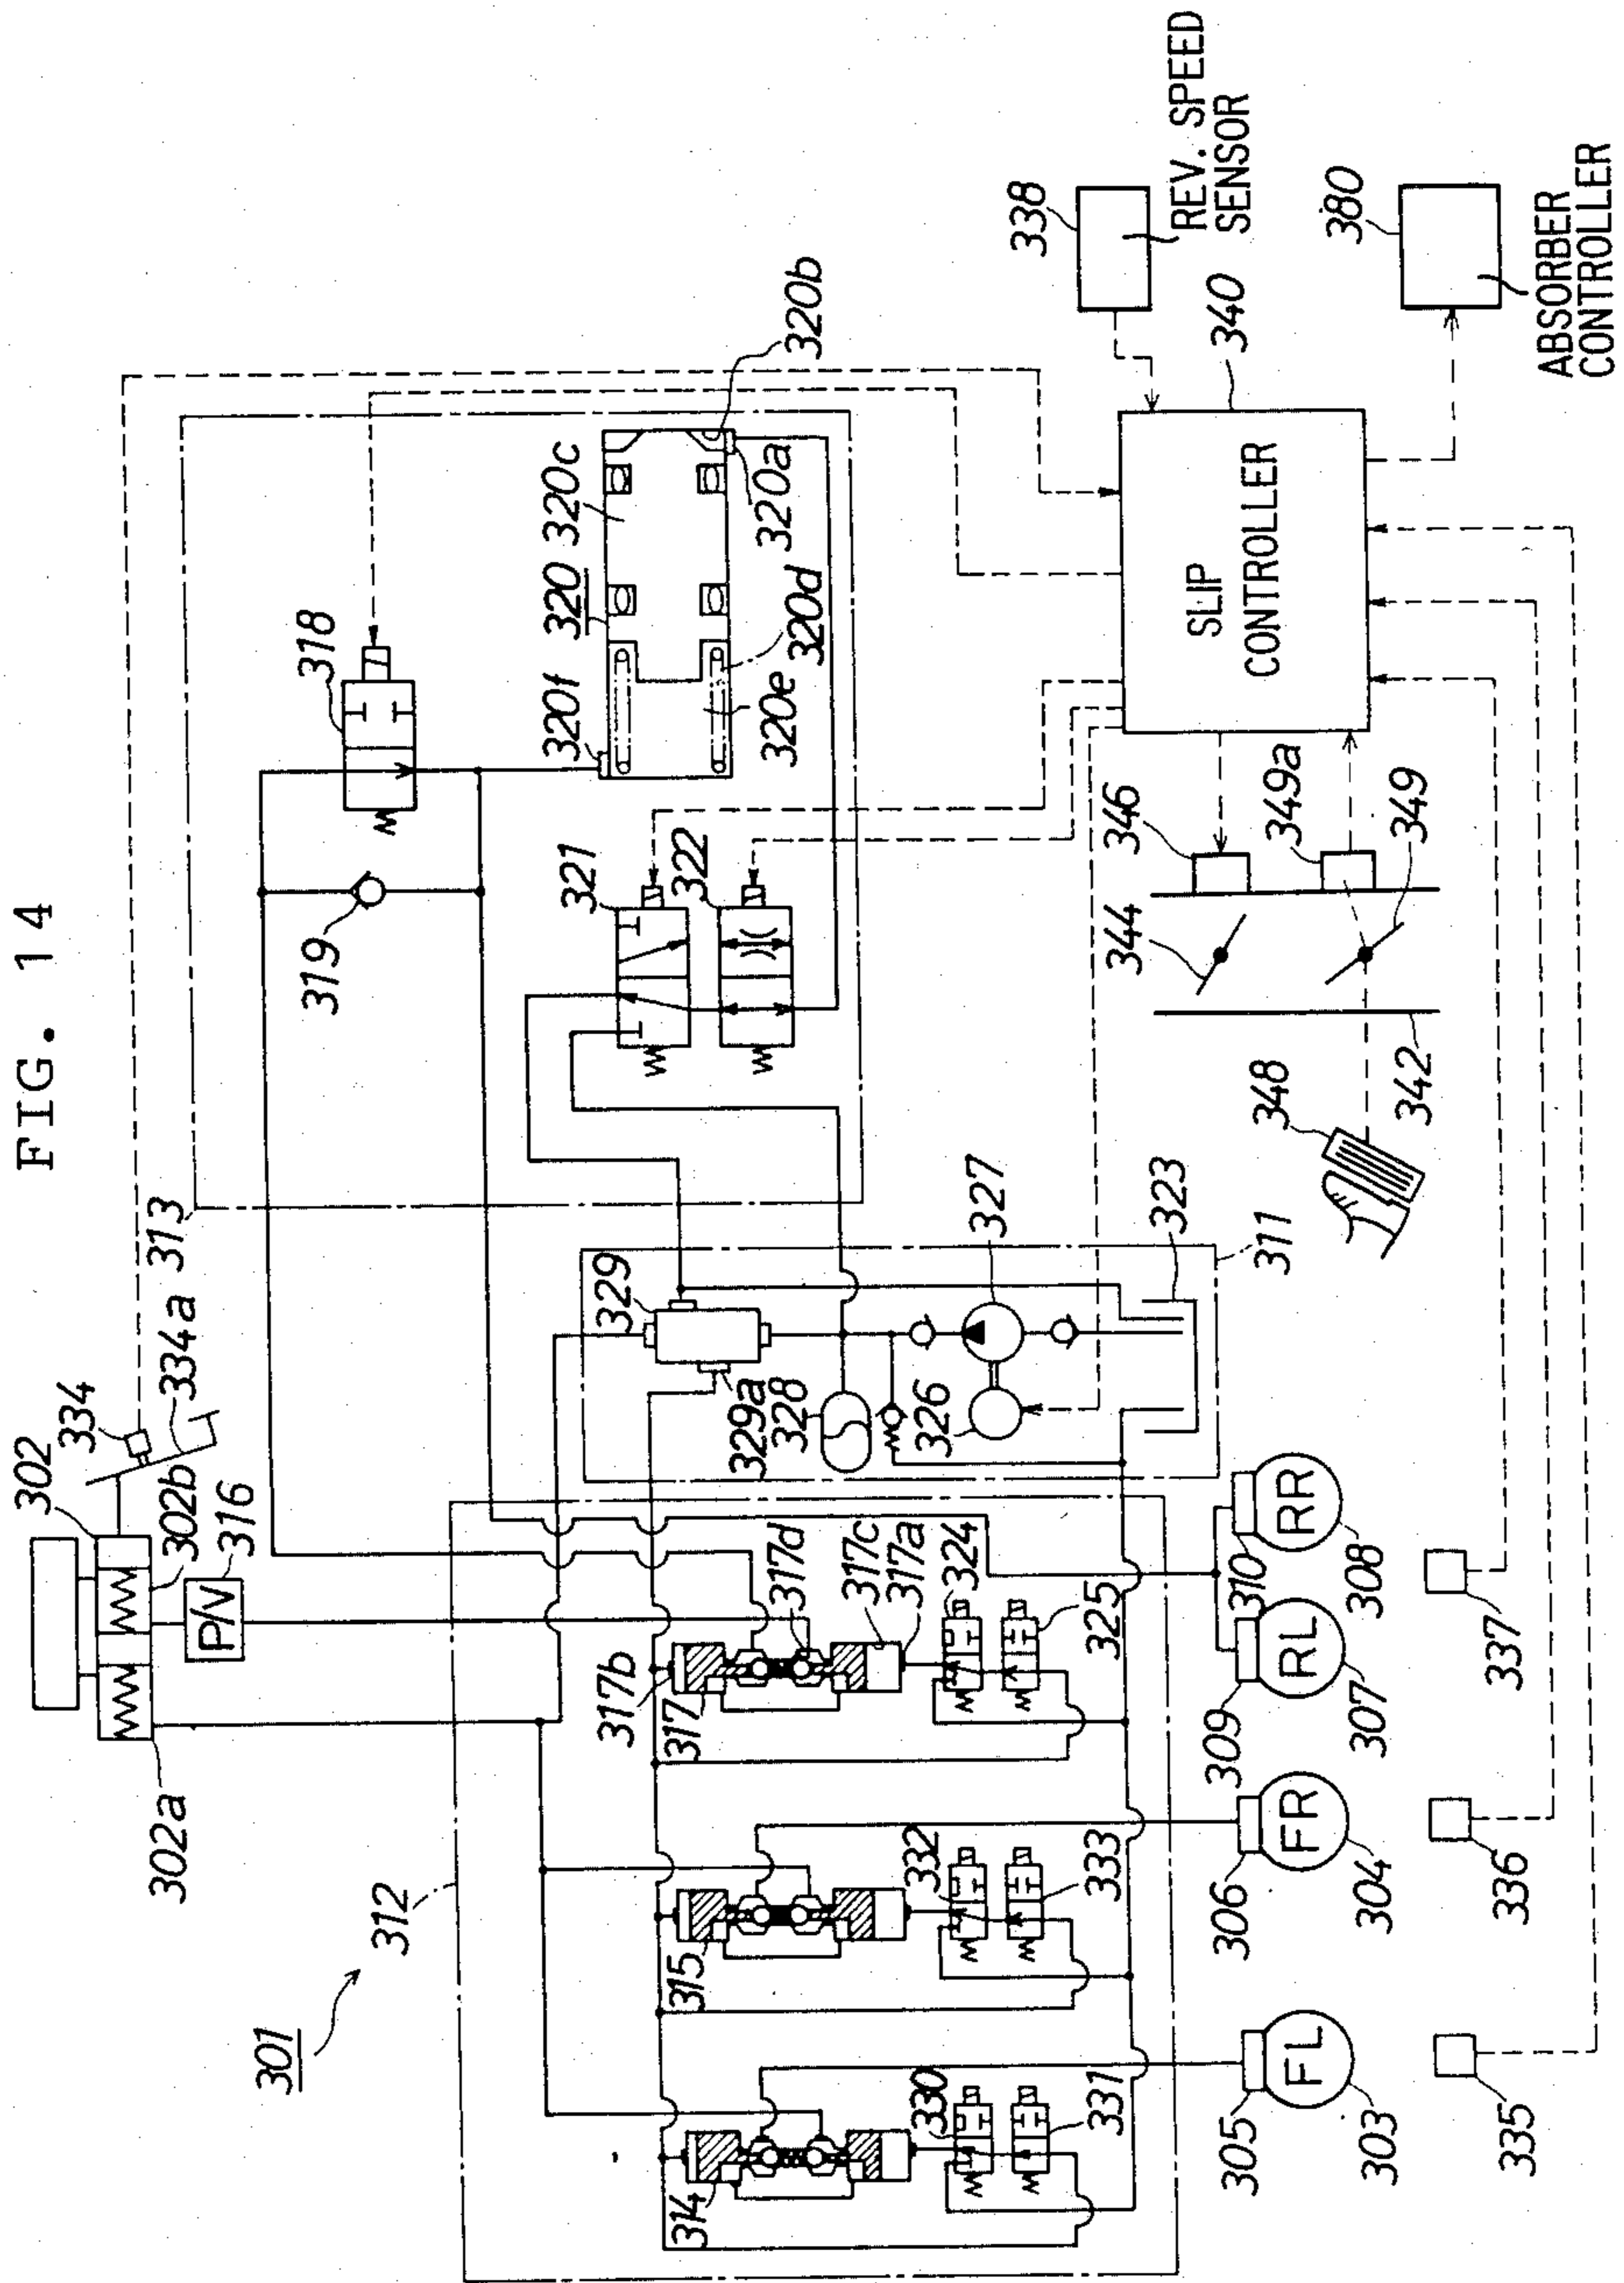 FIG. 14
301
302
302a
302b
334
334a
313
316
P/V
312
317b
317
317d
317c
317a
324
325
315
332
333
314
330
331
329
329a
328
326
327
323
311
318
319
320f
320
320c
320b
320a
320d
320e
321
322
338
REV. SPEED
SENSOR
340
SLIP
CONTROLLER
380
ABSORBER
CONTROLLER
346
349a
349
344
342
348
305
FL
303
306
FR
304
309
RL
307
310
RR
308
335
336
337